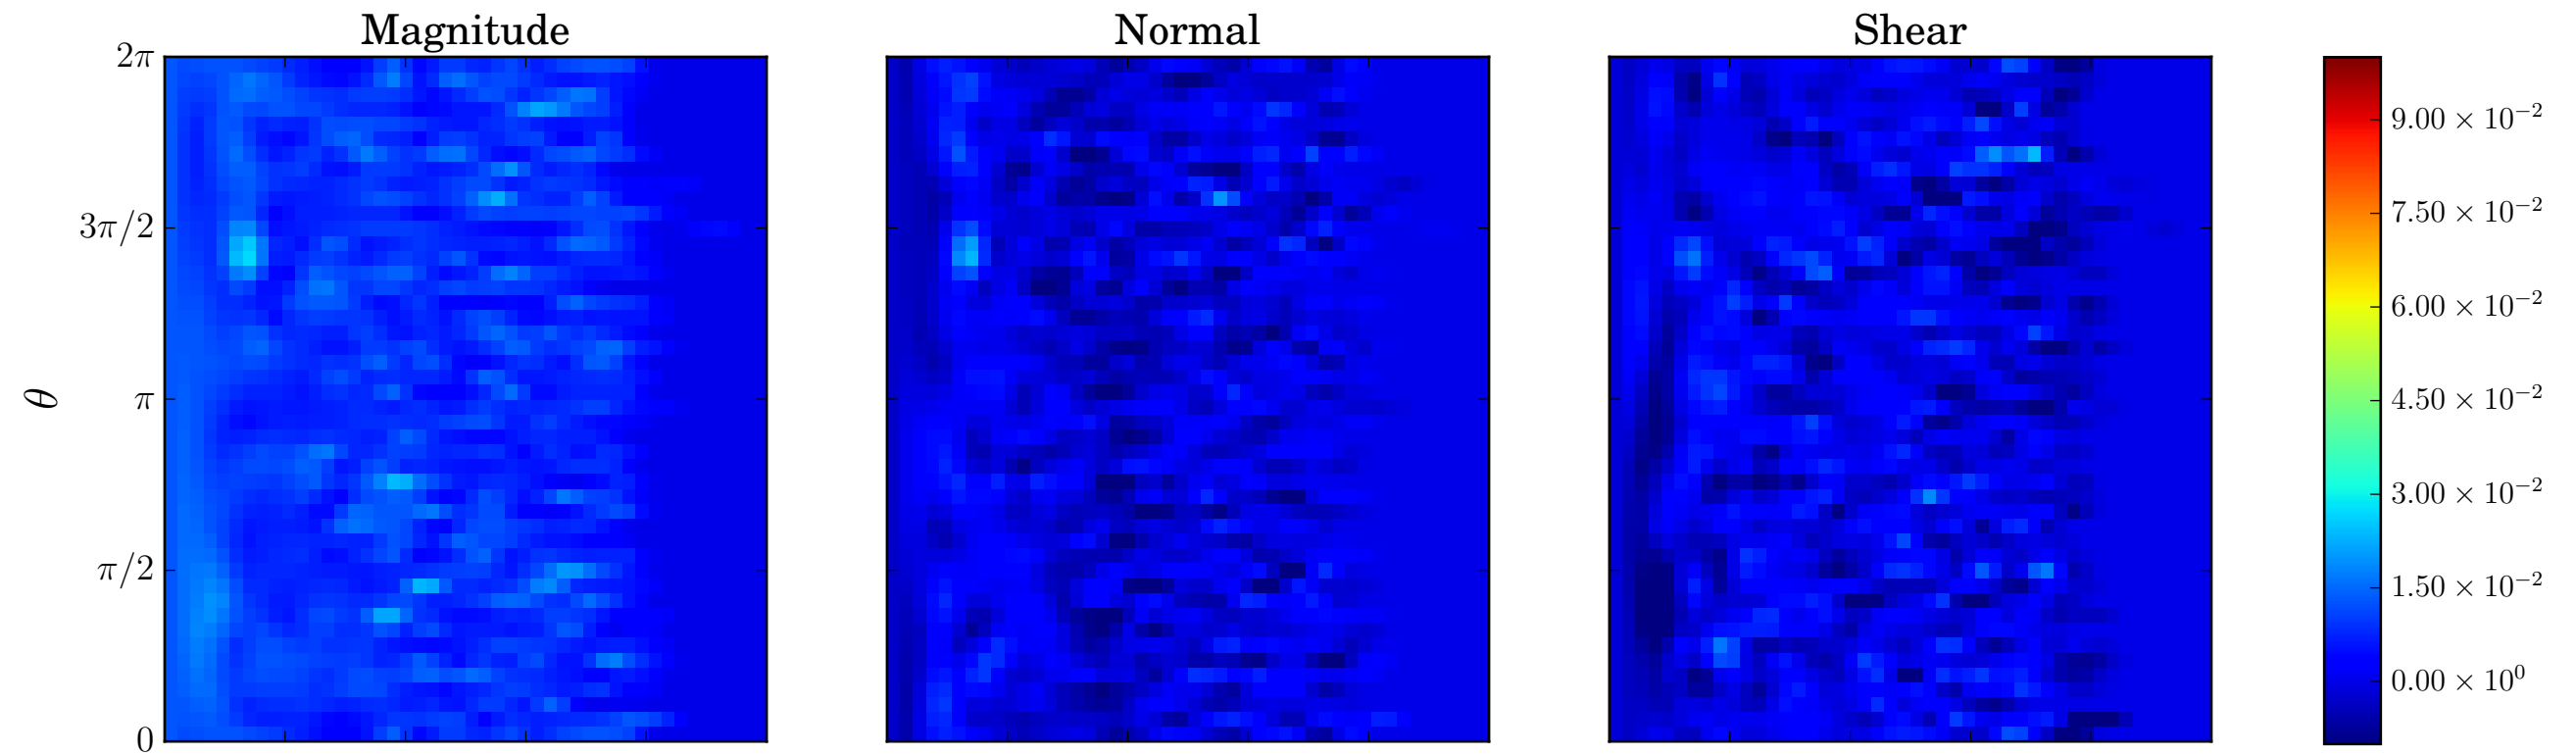 Magnitude
Normal
Shear
θ
2π
3π/2
π
π/2
0
9.00 × 10⁻²
7.50 × 10⁻²
6.00 × 10⁻²
4.50 × 10⁻²
3.00 × 10⁻²
1.50 × 10⁻²
0.00 × 10⁰